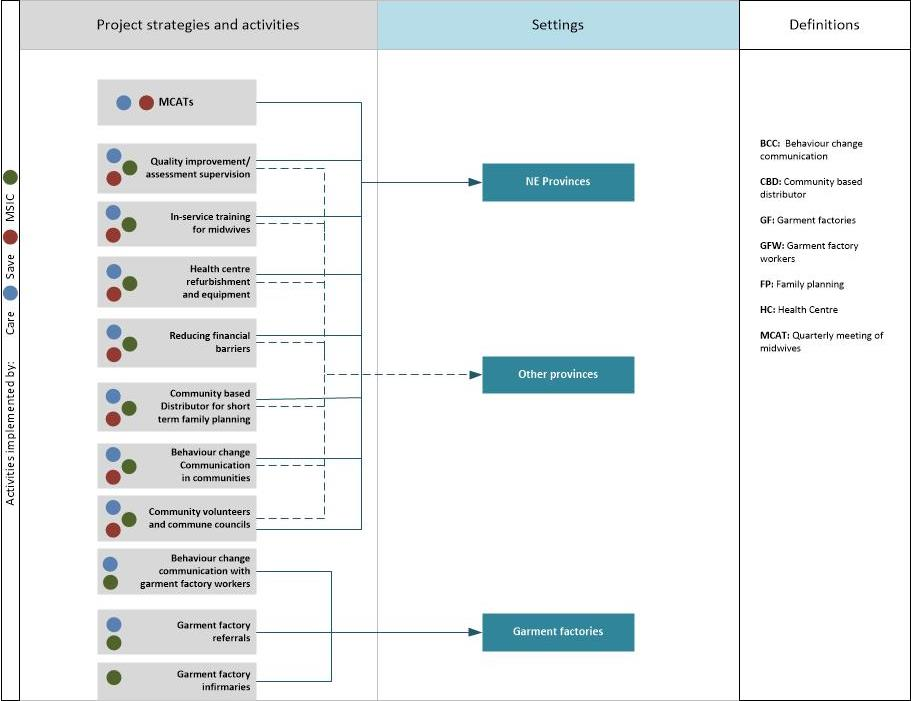 Project strategies and activities
Settings
Definitions
MCATs
Quality improvement/
assessment supervision
In-service training
for midwives
Health centre
refurbishment
and equipment
Reducing financial
barriers
Community based
Distributor for short
term family planning
Behaviour change
Communication
in communities
Community volunteers
and commune councils
Behaviour change
communication with
garment factory workers
Garment factory
referrals
Garment factory
infirmaries
NE Provinces
Other provinces
Garment factories
BCC: Behaviour change
communication
CBD: Community based
distributor
GF: Garment factories
GFW: Garment factory
workers
FP: Family planning
HC: Health Centre
MCAT: Quarterly meeting of
midwives
Activities implemented by: Care Save MSIC